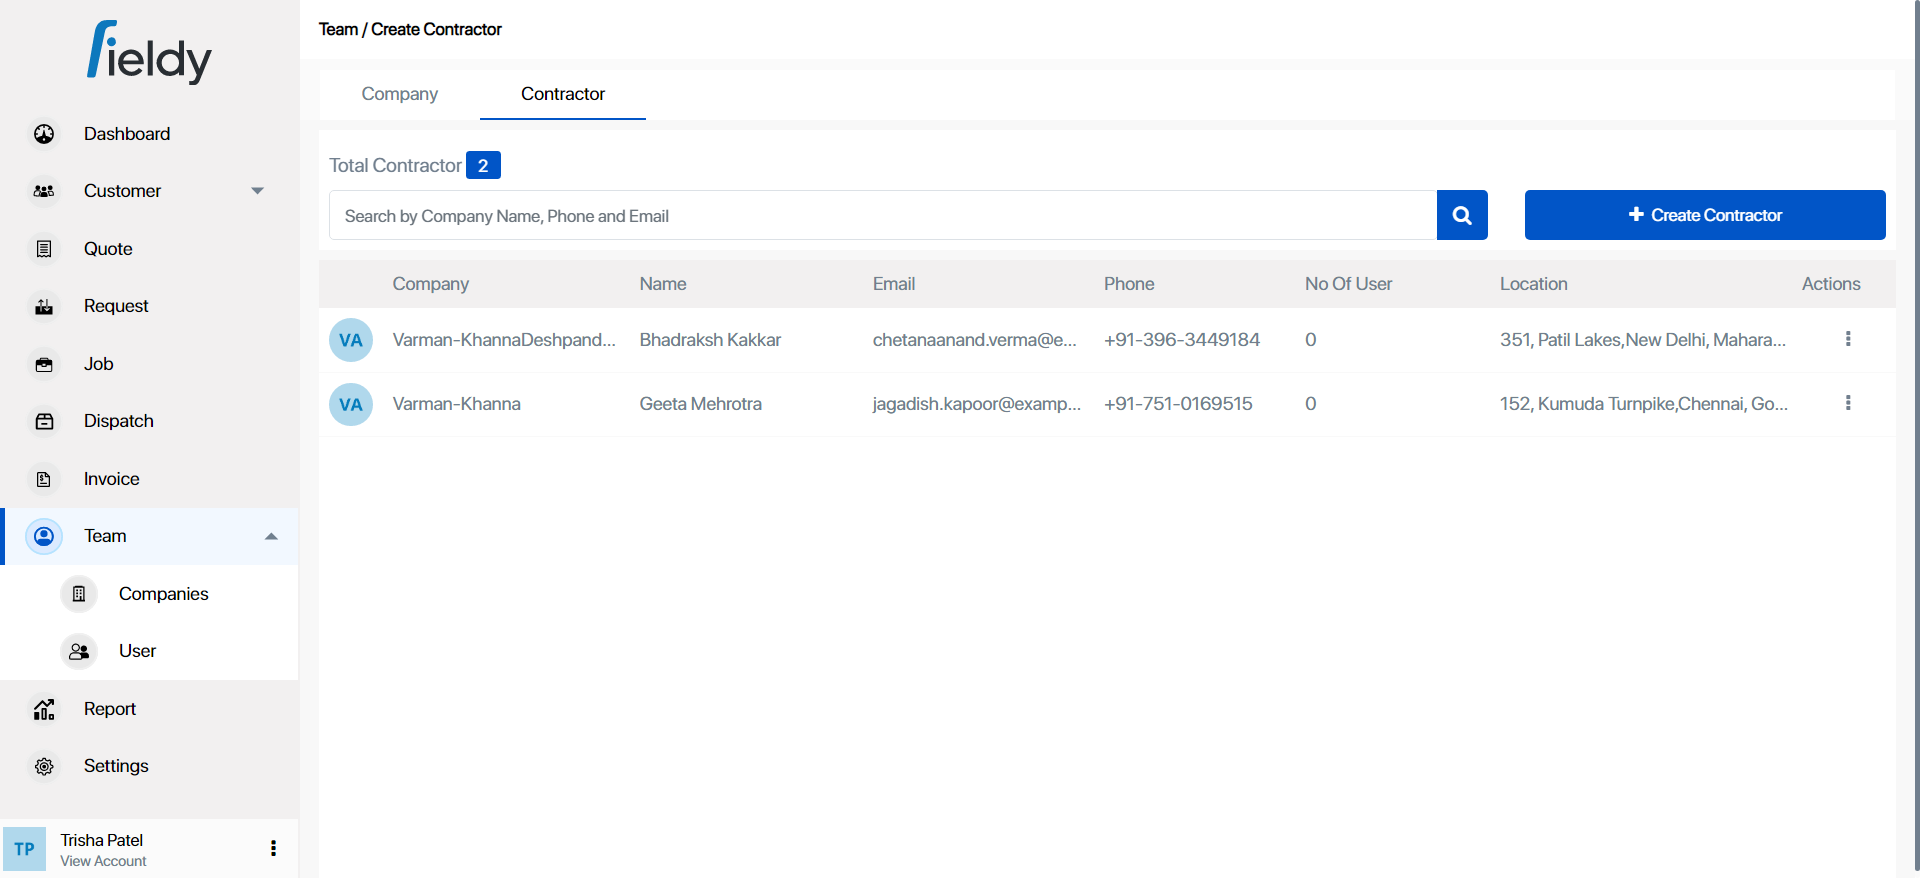 fieldy
Dashboard
Customer
Quote
Request
Job
Dispatch
Invoice
Team
Companies
User
Report
Settings
TP
Trisha Patel
View Account
Team / Create Contractor
Company Contractor
Total Contractor 2
Search by Company Name, Phone and Email
+ Create Contractor
Company Name Email Phone No Of User Location Actions
VA Varman-KhannaDeshpand... Bhadraksh Kakkar chetanaanand.verma@e... +91-396-3449184 0 351, Patil Lakes,New Delhi, Mahara...
VA Varman-Khanna Geeta Mehrotra jagadish.kapoor@examp... +91-751-0169515 0 152, Kumuda Turnpike,Chennai, Go...